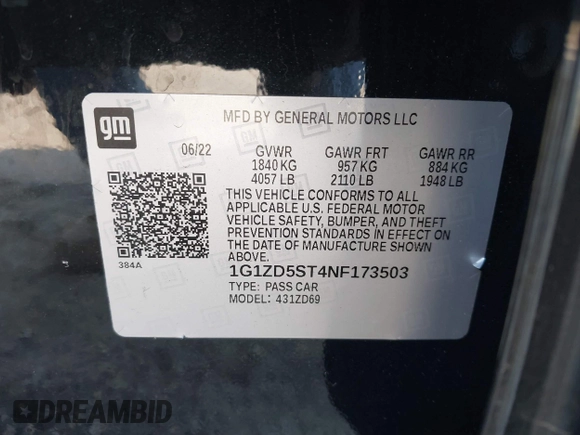 gm
MFD BY GENERAL MOTORS LLC
06/22 GVWR GAWR FRT GAWR RR
1840 KG 957 KG 884 KG
4057 LB 2110 LB 1948 LB
THIS VEHICLE CONFORMS TO ALL
APPLICABLE U.S. FEDERAL MOTOR
VEHICLE SAFETY, BUMPER, AND THEFT
PREVENTION STANDARDS IN EFFECT ON
THE DATE OF MANUFACTURE SHOWN
ABOVE.
384A
1G1ZD5ST4NF173503
TYPE: PASS CAR
MODEL: 431ZD69
DREAMBID